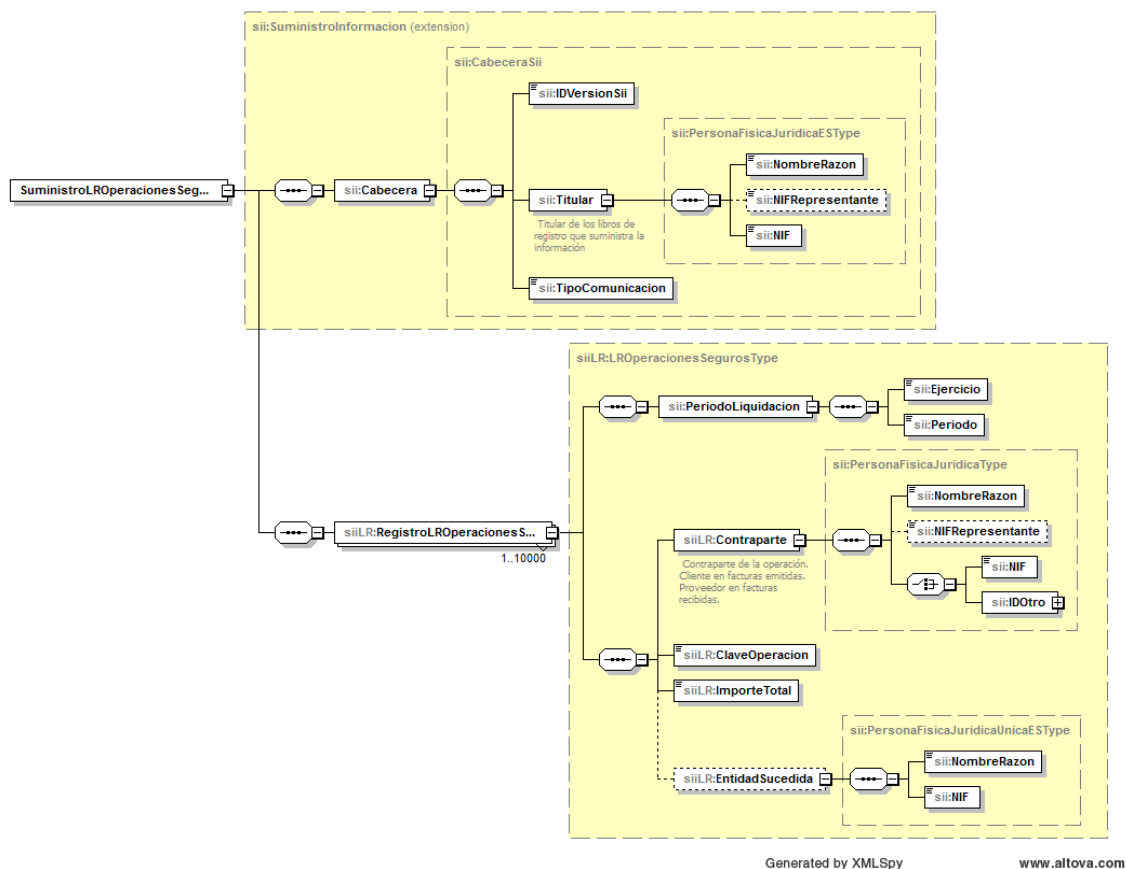 sii:SuministroInformacion (extension)
sii:CabeceraSii
sii:IDVersionSii
sii:PersonaFisicaJuridicaESType
sii:NombreRazon
SuministroLROperacionesSeg...
sii:Cabecera
sii:Titular
sii:NIFRepresentante
Titular de los libros de
registro que suministra la
información
sii:NIF
sii:TipoComunicacion
siiLR:LROperacionesSegurosType
sii:PeriodoLiquidacion
sii:Ejercicio
sii:Periodo
sii:PersonaFisicaJuridicaType
sii:NombreRazon
siiLR:RegistroLROperacionesS...
1..10000
siiLR:Contraparte
sii:NIFRepresentante
Contraparte de la operación.
Cliente en facturas emitidas.
Proveedor en facturas
recibidas.
sii:NIF
sii:IDOtro
siiLR:ClaveOperacion
siiLR:ImporteTotal
sii:PersonaFisicaJuridicaUnicaESType
sii:NombreRazon
siiLR:EntidadSucedida
sii:NIF
Generated by XMLSpy
www.altova.com